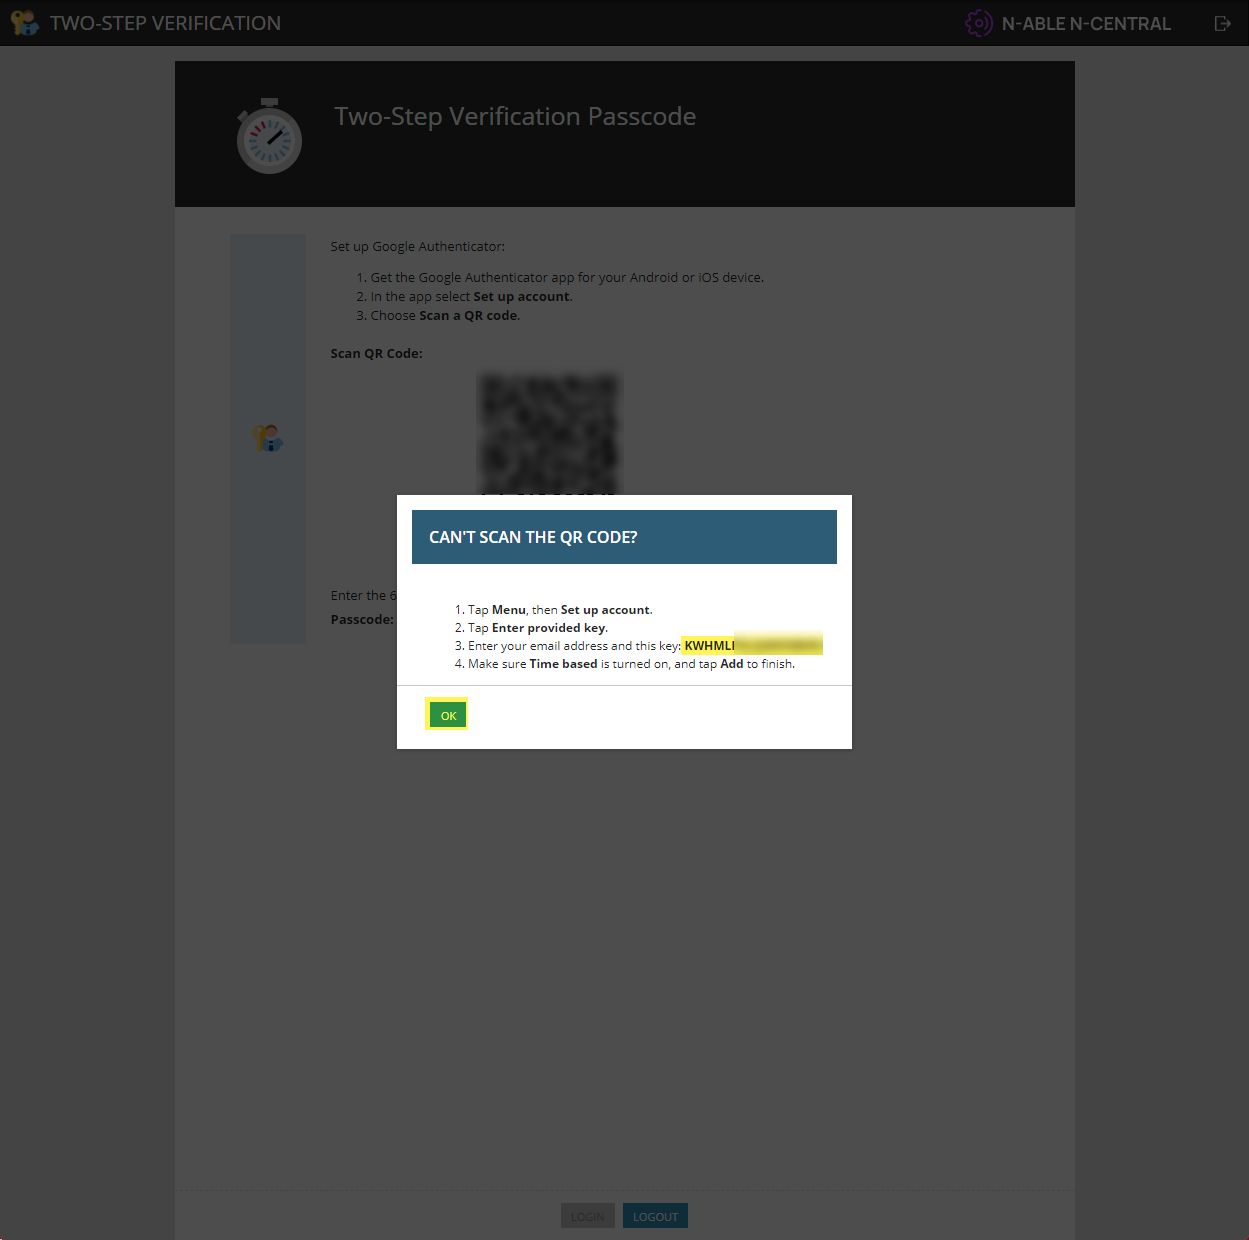 TWO-STEP VERIFICATION
N-ABLE N-CENTRAL
Two-Step Verification Passcode
Set up Google Authenticator:
1. Get the Google Authenticator app for your Android or iOS device.
2. In the app select Set up account.
3. Choose Scan a QR code.
Scan QR Code:
CAN'T SCAN THE QR CODE?
Enter the 6
Passcode:
1. Tap Menu, then Set up account.
2. Tap Enter provided key.
3. Enter your email address and this key:
4. Make sure Time based is turned on, and tap Add to finish.
OK
LOGIN
LOGOUT